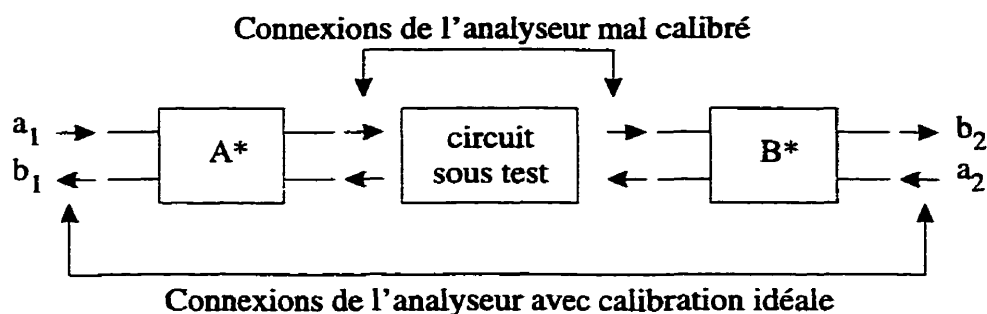 Connexions de l'analyseur mal calibré
a1
b1
A*
circuit
sous test
B*
b2
a2
Connexions de l'analyseur avec calibration idéale